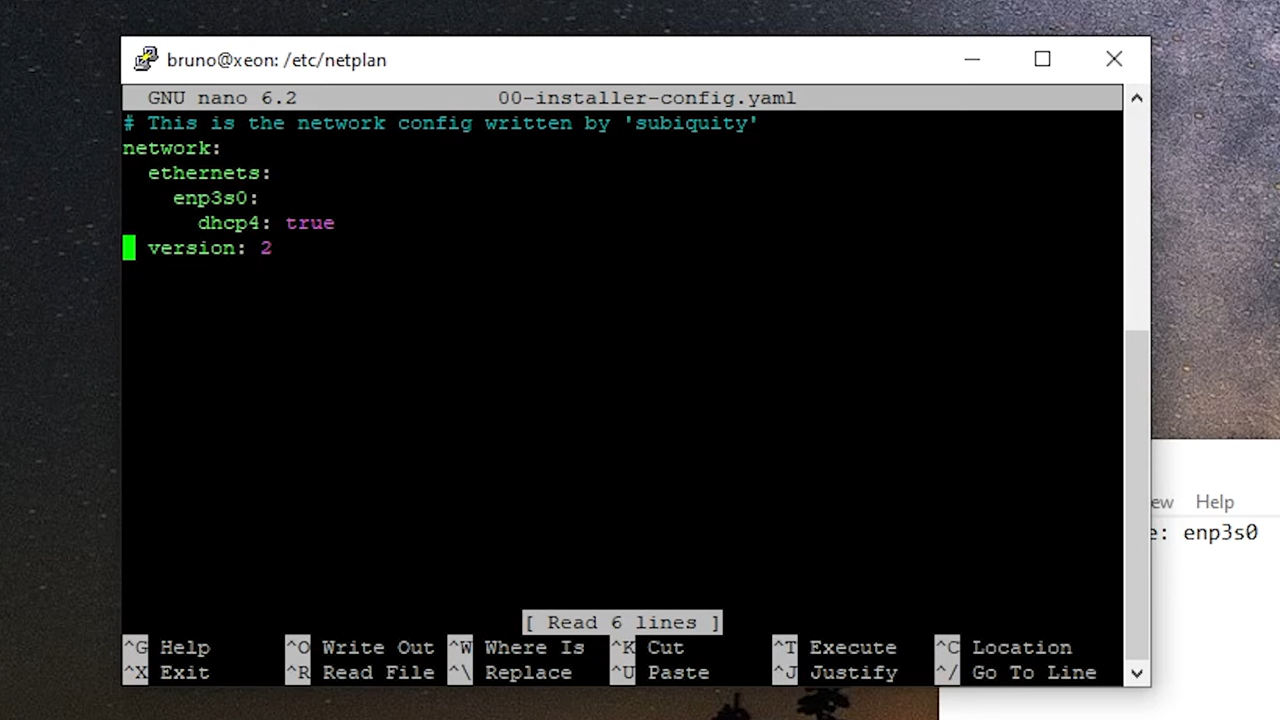 bruno@xeon: /etc/netplan
GNU nano 6.2 00-installer-config.yaml
# This is the network config written by 'subiquity'
network:
  ethernets:
    enp3s0:
      dhcp4: true
  version: 2
ew Help
e: enp3s0
[ Read 6 lines ]
^G Help ^O Write Out ^W Where Is ^K Cut ^T Execute ^C Location
^X Exit ^R Read File ^\ Replace ^U Paste ^J Justify ^/ Go To Line